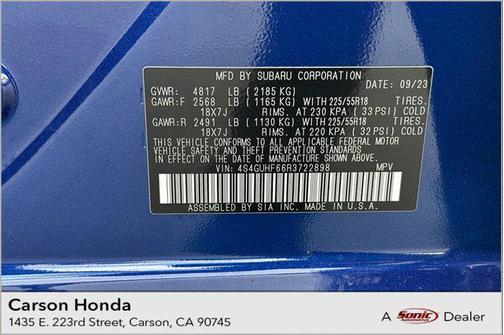 MFD BY SUBARU CORPORATION
DATE: 09/23
GVWR: 4817 LB (2185 KG)
GAWR:F 2568 LB (1165 KG) WITH 225/55R18 TIRES.
18X7J RIMS. AT 230 KPA (33 PSI) COLD
GAWR:R 2491 LB (1130 KG) WITH 225/55R18 TIRES.
18X7J RIMS. AT 220 KPA (32 PSI) COLD
THIS VEHICLE CONFORMS TO ALL APPLICABLE FEDERAL MOTOR
VEHICLE SAFETY STANDARDS IN EFFECT
ON THE DATE OF MANUFACTURE SHOWN ABOVE.
VIN: 4S4GUHF66R3722898 MPV
ASSEMBLED BY SIA INC. MADE IN U.S.A.
Carson Honda
1435 E. 223rd Street, Carson, CA 90745
A Sonic Dealer